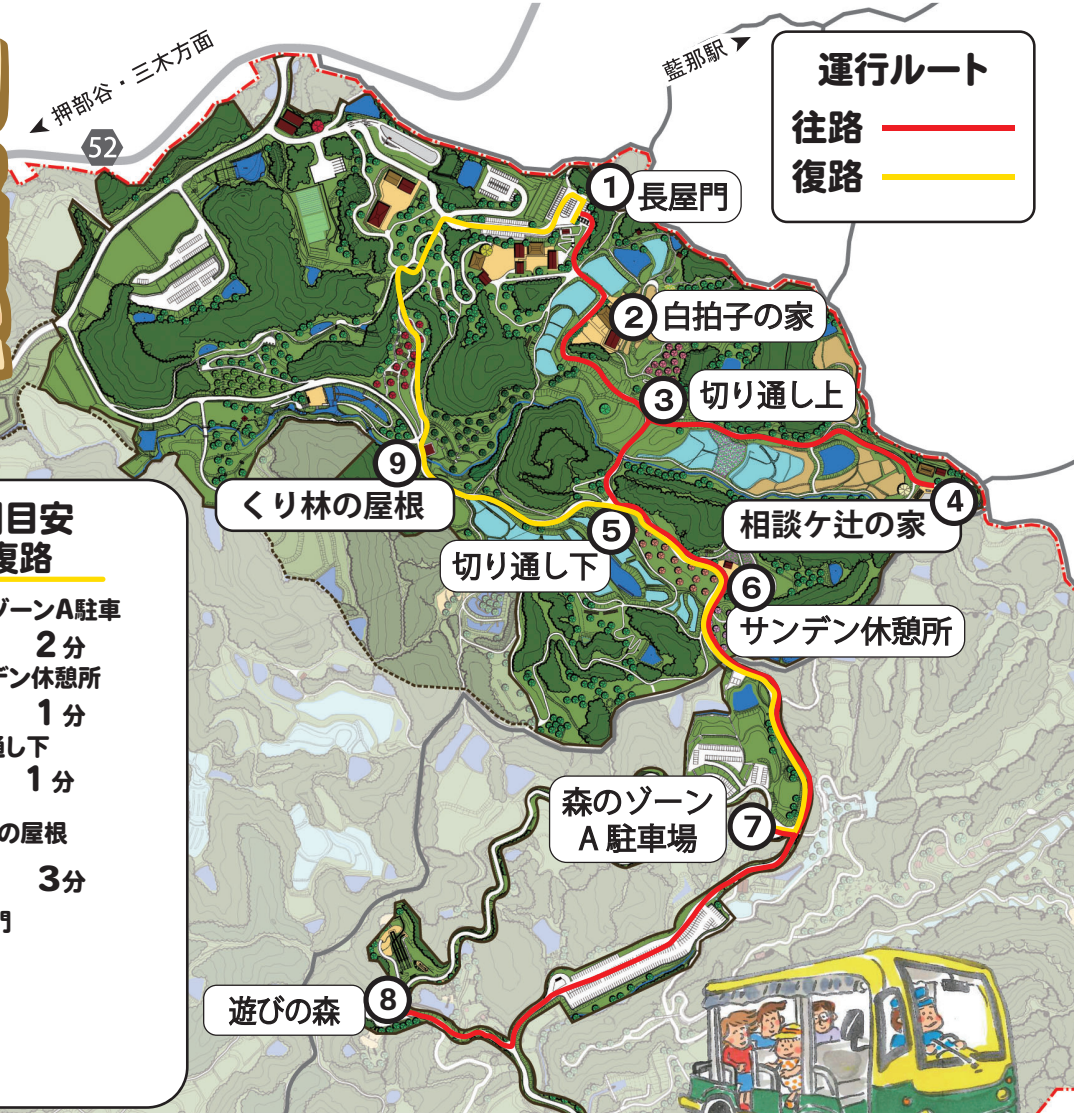 押部谷・三木方面
52
藍那駅
運行ルート
往路
復路
① 長屋門
② 白拍子の家
③ 切り通し上
④
相談ケ辻の家
⑤
切り通し下
⑥
サンデン休憩所
⑦
森のゾーン
A 駐車場
⑧
遊びの森
⑨
くり林の屋根
目安
復路
ゾーンA駐車
2分
デン休憩所
1分
通し下
1分
の屋根
3分
門